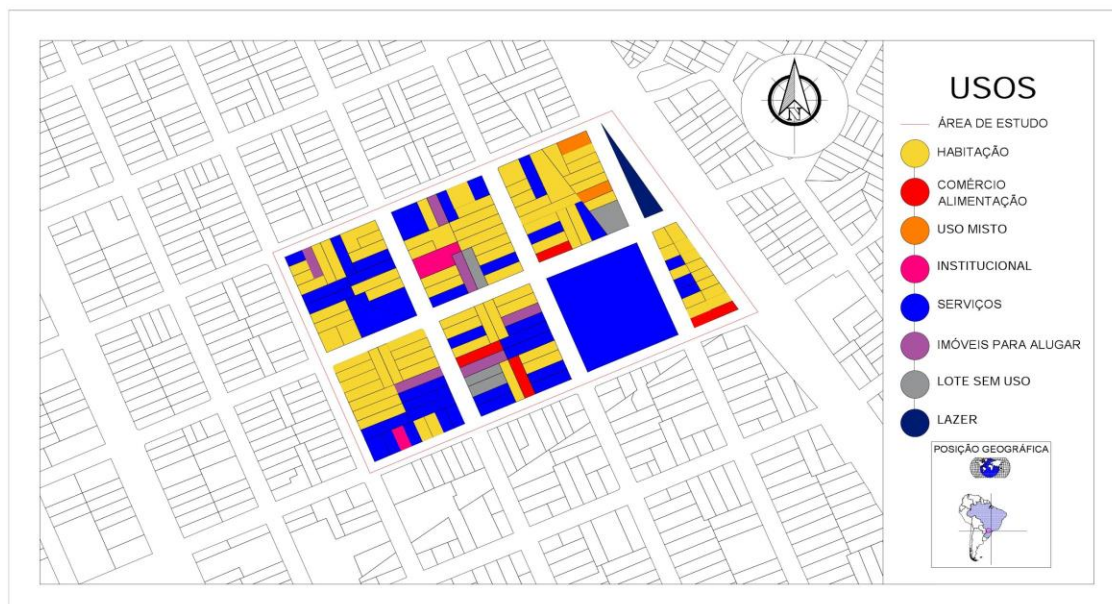 N
USOS
ÁREA DE ESTUDO
HABITAÇÃO
COMÉRCIO
ALIMENTAÇÃO
USO MISTO
INSTITUCIONAL
SERVIÇOS
IMÓVEIS PARA ALUGAR
LOTE SEM USO
LAZER
POSIÇÃO GEOGRÁFICA